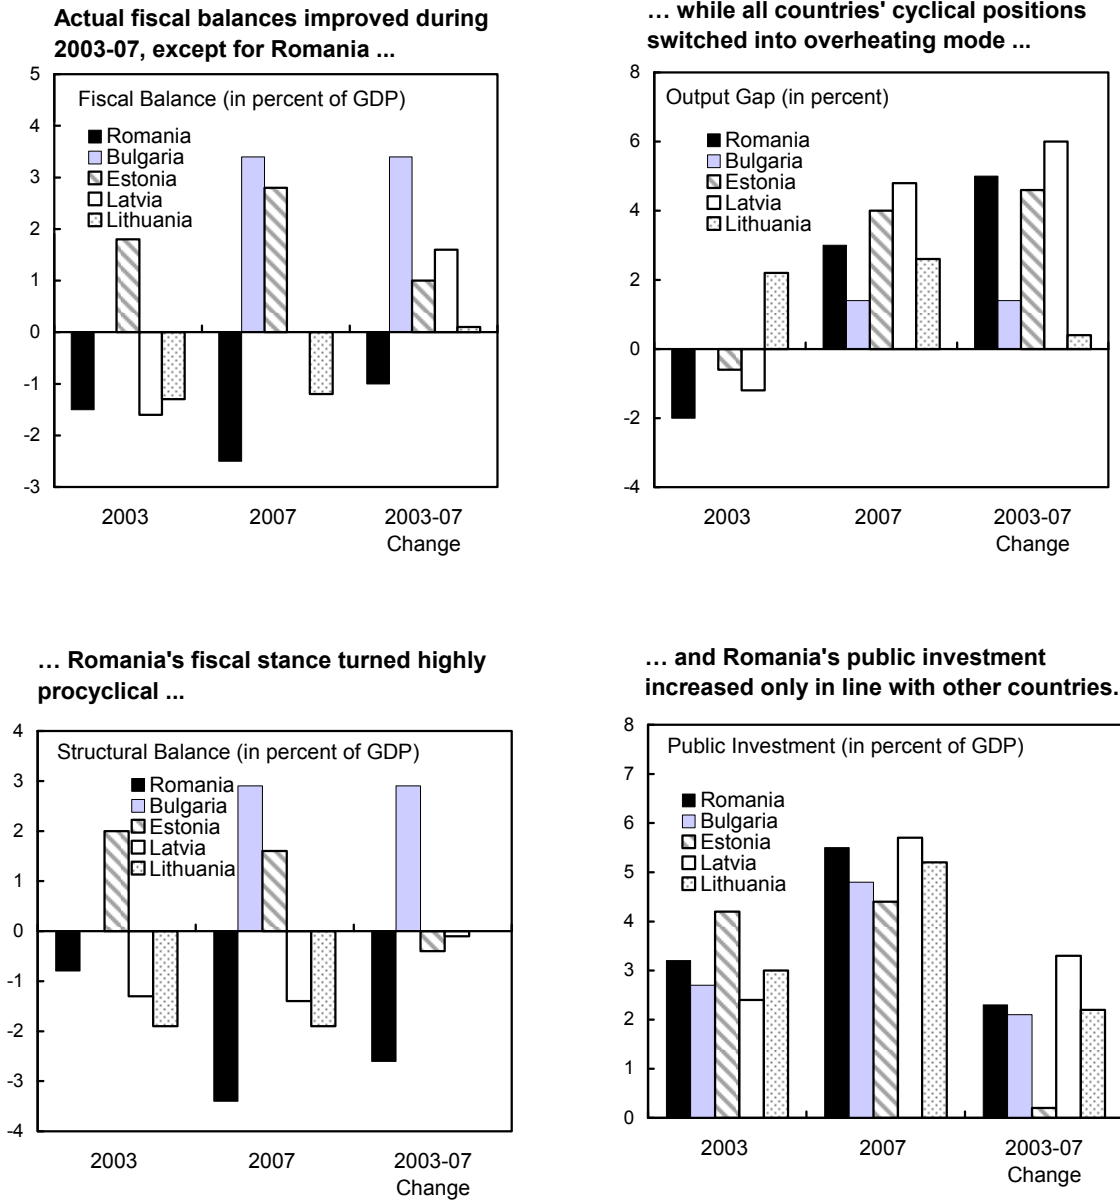 Actual fiscal balances improved during
2003-07, except for Romania ...
5
4
3
2
1
0
-1
-2
-3
Fiscal Balance (in percent of GDP)
Romania
Bulgaria
Estonia
Latvia
Lithuania
2003
2007
2003-07
Change
… while all countries' cyclical positions
switched into overheating mode ...
8
6
4
2
0
-2
-4
Output Gap (in percent)
Romania
Bulgaria
Estonia
Latvia
Lithuania
2003
2007
2003-07
Change
… Romania's fiscal stance turned highly
procyclical ...
4
3
2
1
0
-1
-2
-3
-4
Structural Balance (in percent of GDP)
Romania
Bulgaria
Estonia
Latvia
Lithuania
2003
2007
2003-07
Change
… and Romania's public investment
increased only in line with other countries.
8
7
6
5
4
3
2
1
0
Public Investment (in percent of GDP)
Romania
Bulgaria
Estonia
Latvia
Lithuania
2003
2007
2003-07
Change